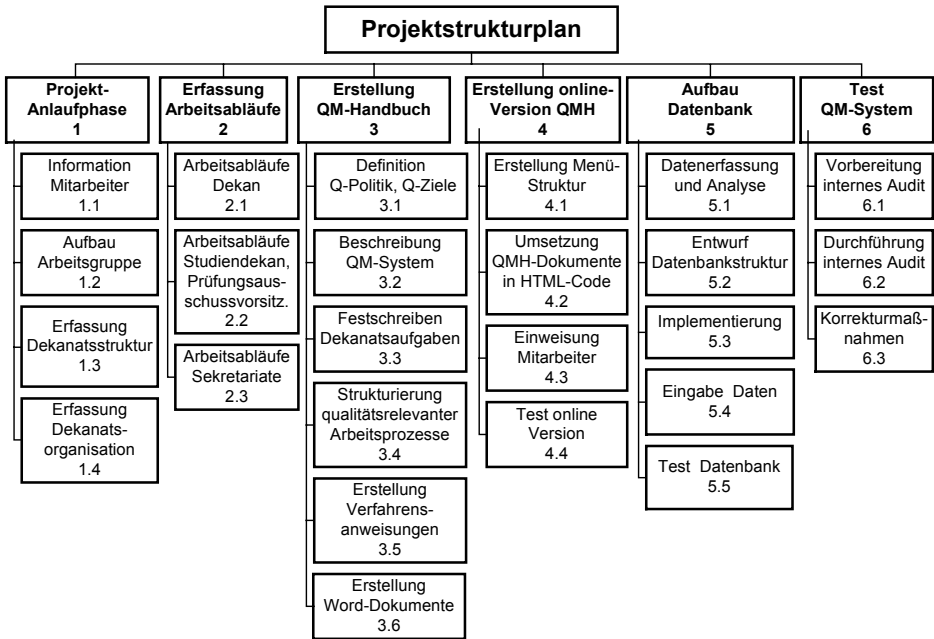 Projektstrukturplan
Projekt-
Anlaufphase
1
Information
Mitarbeiter
1.1
Aufbau
Arbeitsgruppe
1.2
Erfassung
Dekanatsstruktur
1.3
Erfassung
Dekanats-
organisation
1.4
Erfassung
Arbeitsabläufe
2
Arbeitsabläufe
Dekan
2.1
Arbeitsabläufe
Studiendekan,
Prüfungsaus-
schussvorsitz.
2.2
Arbeitsabläufe
Sekretariate
2.3
Erstellung
QM-Handbuch
3
Definition
Q-Politik, Q-Ziele
3.1
Beschreibung
QM-System
3.2
Festschreiben
Dekanatsaufgaben
3.3
Strukturierung
qualitätsrelevanter
Arbeitsprozesse
3.4
Erstellung
Verfahrens-
anweisungen
3.5
Erstellung
Word-Dokumente
3.6
Erstellung online-
Version QMH
4
Erstellung Menü-
Struktur
4.1
Umsetzung
QMH-Dokumente
in HTML-Code
4.2
Einweisung
Mitarbeiter
4.3
Test online
Version
4.4
Aufbau
Datenbank
5
Datenerfassung
und Analyse
5.1
Entwurf
Datenbankstruktur
5.2
Implementierung
5.3
Eingabe Daten
5.4
Test Datenbank
5.5
Test
QM-System
6
Vorbereitung
internes Audit
6.1
Durchführung
internes Audit
6.2
Korrekturmaß-
nahmen
6.3